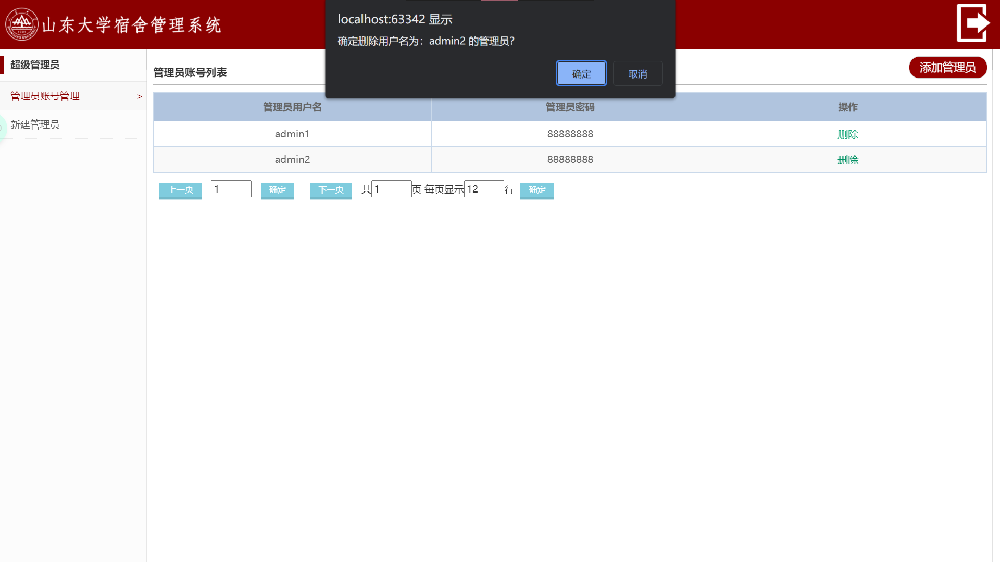 localhost:63342 显示
确定删除用户名为：admin2 的管理员?
确定 取消
山东大学宿舍管理系统
1901
SHANDONG UNIVERSITY
超级管理员
管理员账号管理 >
新建管理员
管理员账号列表 添加管理员
管理员用户名 管理员密码 操作
admin1 88888888 删除
admin2 88888888 删除
上一页 1 确定 下一页 共1页 每页显示12行 确定